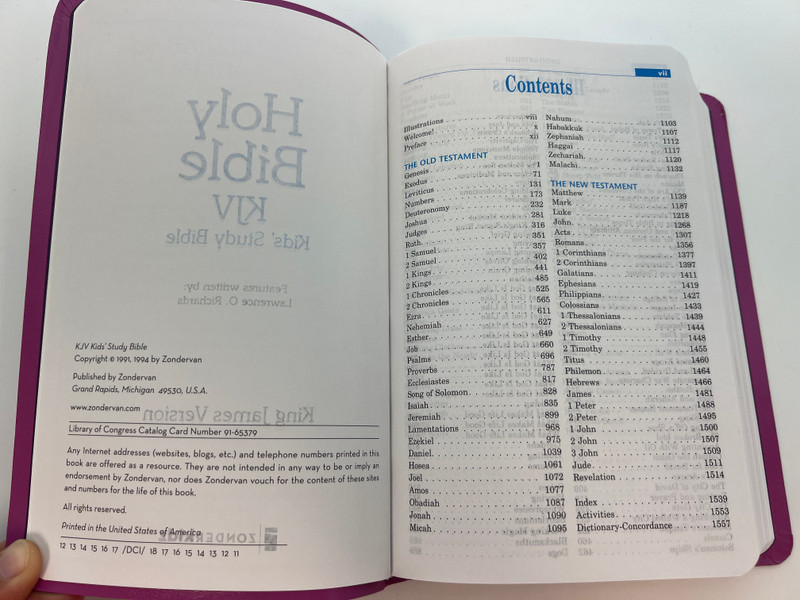 Holy
Bible
KJV
Kids' Study Bible
Features written by:
Lawrence O. Richards
KJV Kids' Study Bible
Copyright © 1991, 1994 by Zondervan
Published by Zondervan
Grand Rapids, Michigan 49530, U.S.A.
www.zondervan.com
King James Version
Library of Congress Catalog Card Number 91-65379
Any Internet addresses (websites, blogs, etc.) and telephone numbers printed in this
book are offered as a resource. They are not intended in any way to be or imply an
endorsement by Zondervan, nor does Zondervan vouch for the content of these sites
and numbers for the life of this book.
All rights reserved.
Printed in the United States of America
12 13 14 15 16 17 /DCI/ 18 17 16 15 14 13 12 11
vii
Contents
Illustrations viii
Welcome! x
Preface xii
THE OLD TESTAMENT
Genesis 1
Exodus 71
Leviticus 131
Numbers 173
Deuteronomy 232
Joshua 281
Judges 316
Ruth 351
1 Samuel 357
2 Samuel 402
1 Kings 441
2 Kings 485
1 Chronicles 525
2 Chronicles 565
Ezra 611
Nehemiah 627
Esther 649
Job 660
Psalms 696
Proverbs 787
Ecclesiastes 817
Song of Solomon 828
Isaiah 835
Jeremiah 899
Lamentations 968
Ezekiel 975
Daniel 1039
Hosea 1061
Joel 1072
Amos 1077
Obadiah 1087
Jonah 1090
Micah 1095
Nahum 1103
Habakkuk 1107
Zephaniah 1112
Haggai 1117
Zechariah 1120
Malachi 1132
THE NEW TESTAMENT
Matthew 1139
Mark 1187
Luke 1218
John 1268
Acts 1307
Romans 1356
1 Corinthians 1377
2 Corinthians 1397
Galatians 1411
Ephesians 1419
Philippians 1427
Colossians 1433
1 Thessalonians 1439
2 Thessalonians 1444
1 Timothy 1448
2 Timothy 1455
Titus 1460
Philemon 1464
Hebrews 1466
James 1481
1 Peter 1488
2 Peter 1495
1 John 1500
2 John 1507
3 John 1509
Jude 1511
Revelation 1514
Index 1539
Activities 1553
Dictionary-Concordance 1557